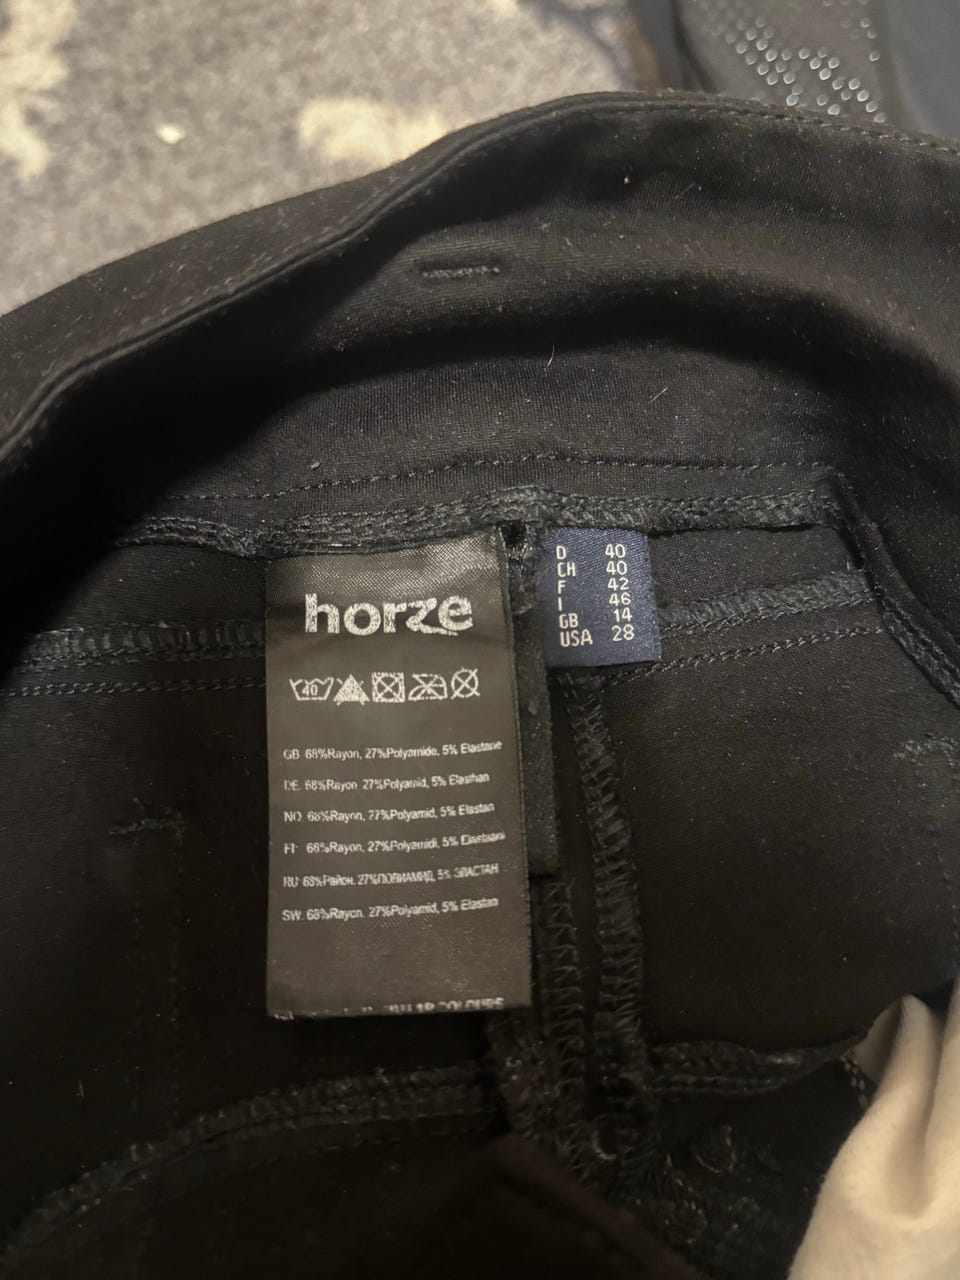 horze
40
GB 68%Rayon, 27%Polyamide, 5% Elastane
DE 68%Rayon 27%Polyamid, 5% Elasthan
NO 68%Rayon, 27%Polyamid, 5% Elastan
FI 68%Rayon, 27%Polyamidi, 5% Elastaani
RU 68%Район, 27%ПОЛИАМИД, 5% ЭЛАСТАН
SW 68%Rayon, 27%Polyamid, 5% Elastan
COLOURS
D 40
CH 40
F 42
I 46
GB 14
USA 28